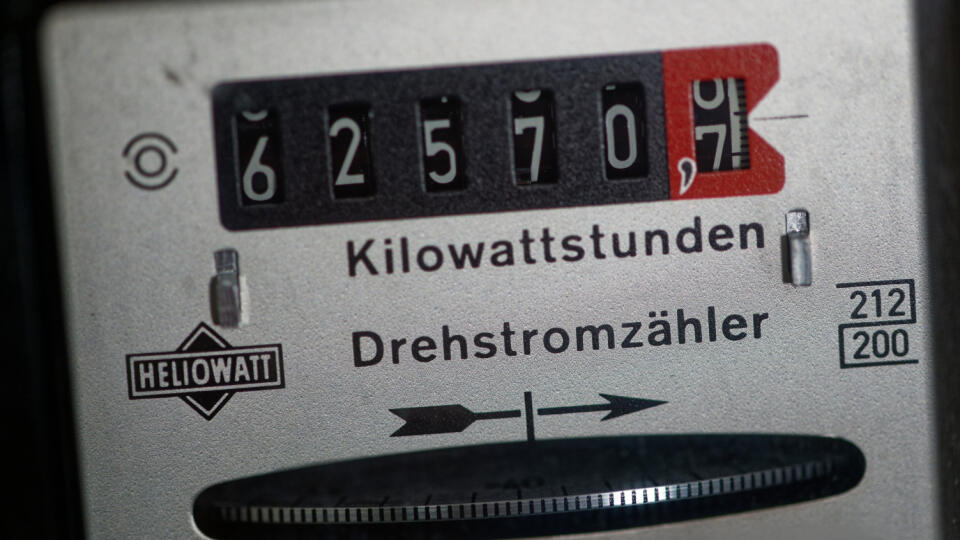 62570,7
Kilowattstunden
Drehstromzähler
HELIOWATT
212
200